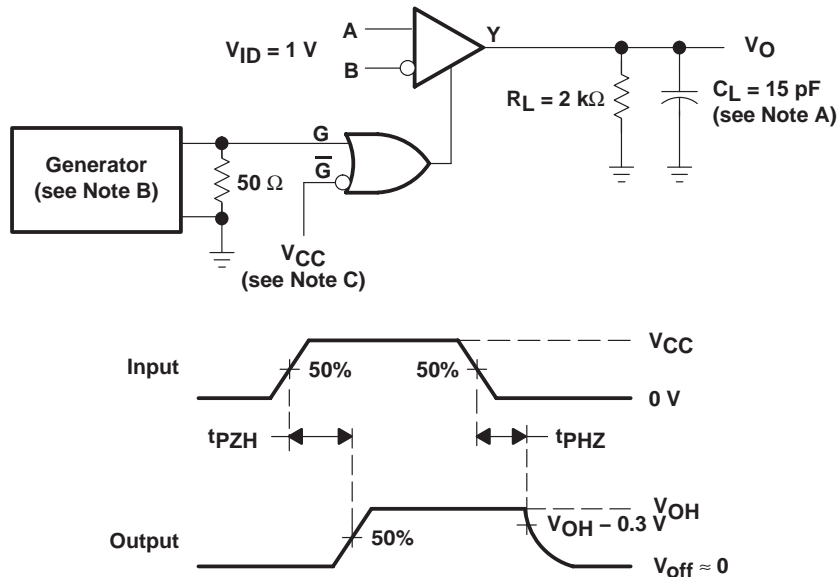 A
Y
V_ID = 1 V
B
V_O
R_L = 2 kΩ
C_L = 15 pF
(see Note A)
G
G̅
Generator
(see Note B)
50 Ω
V_CC
(see Note C)
V_CC
Input
50%
50%
0 V
t_PZH
t_PHZ
V_OH
V_OH – 0.3 V
Output
50%
V_off ≈ 0